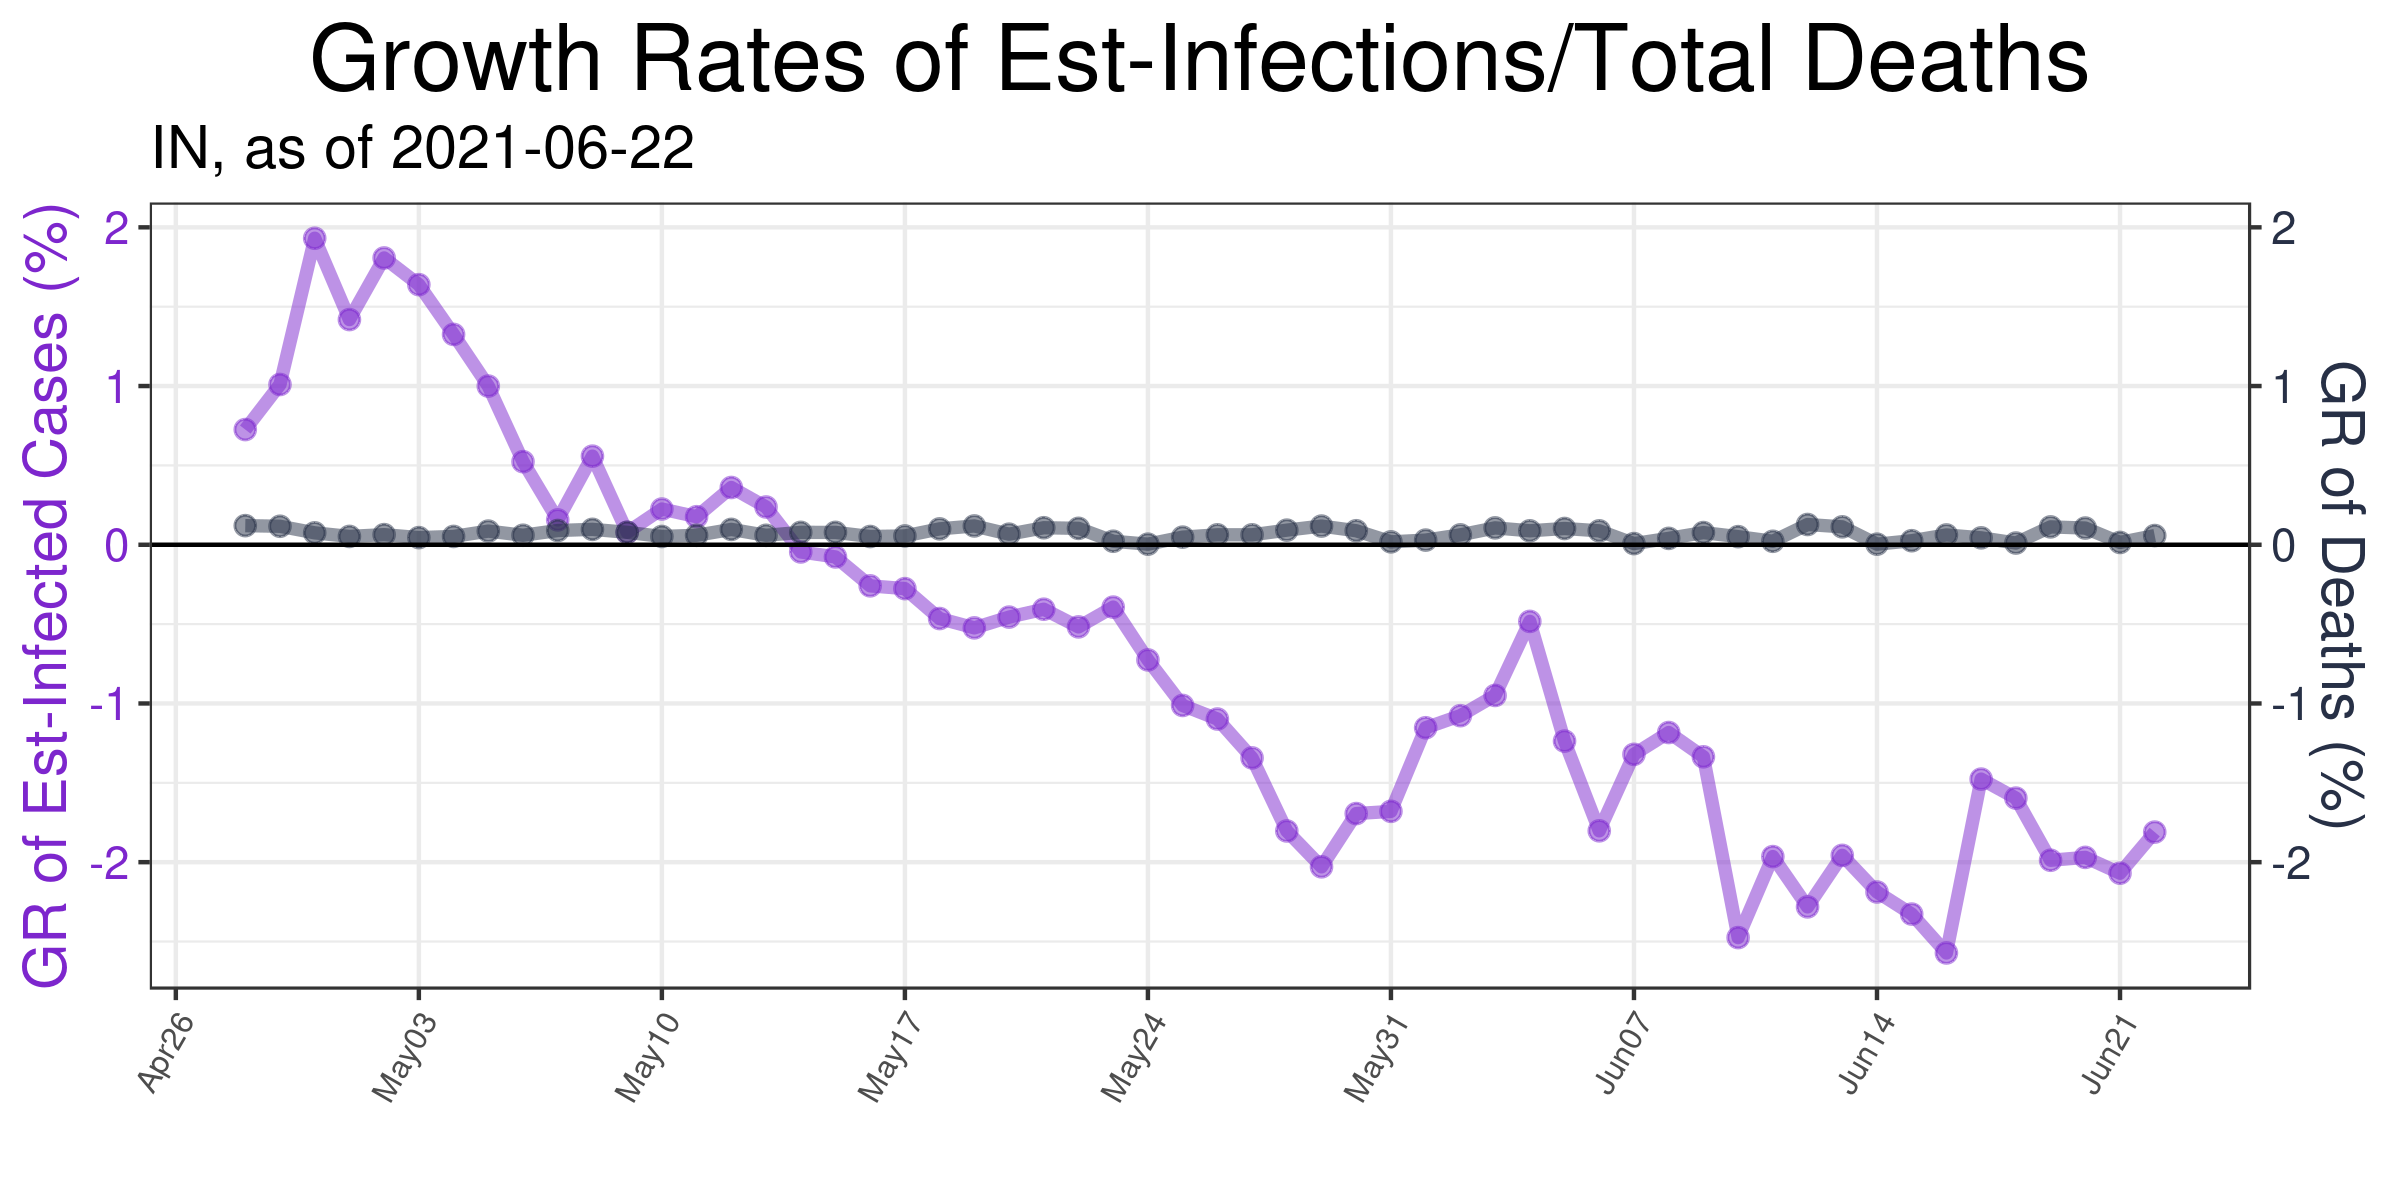 Growth Rates of Est-Infections/Total Deaths
IN, as of 2021-06-22
GR of Est-Infected Cases (%)
2
1
0
-1
-2
2
1
0
-1
-2
GR of Deaths (%)
Apr26
May03
May10
May17
May24
May31
Jun07
Jun14
Jun21